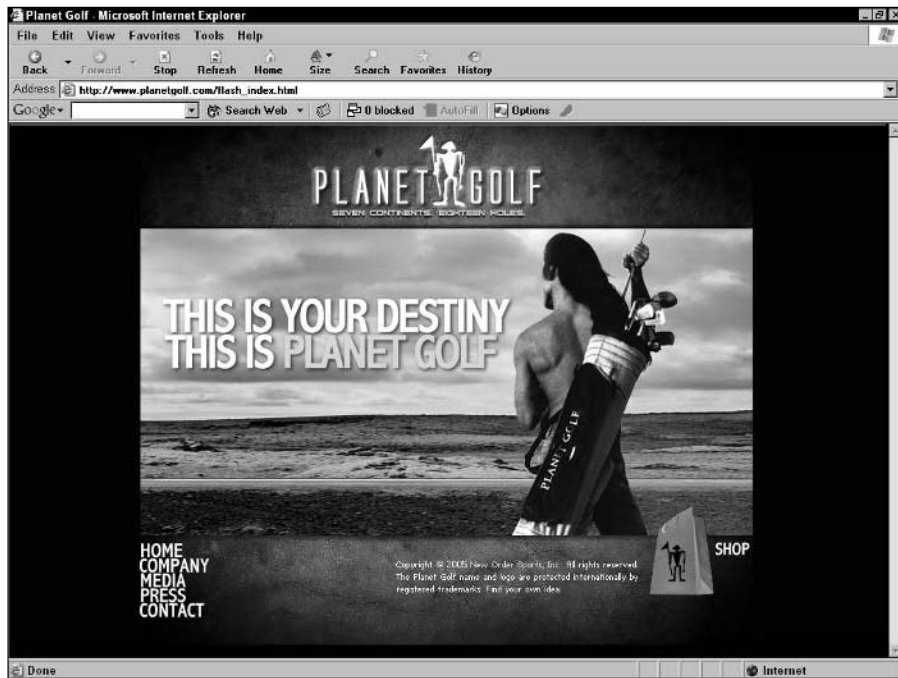 Planet Golf - Microsoft Internet Explorer
File Edit View Favorites Tools Help
Back Forward Stop Refresh Home Size Search Favorites History
Address http://www.planetgolf.com/flash_index.html
Google Search Web 0 blocked AutoFill Options
PLANET GOLF
SEVEN CONTINENTS. EIGHTEEN HOLES.
THIS IS YOUR DESTINY
THIS IS PLANET GOLF
PLANET GOLF
HOME
COMPANY
MEDIA
PRESS
CONTACT
Copyright © 2005 New Order Sports, Inc. All rights reserved.
The Planet Golf name and logo are protected internationally by
registered trademarks. Find your own idea.
SHOP
Done Internet